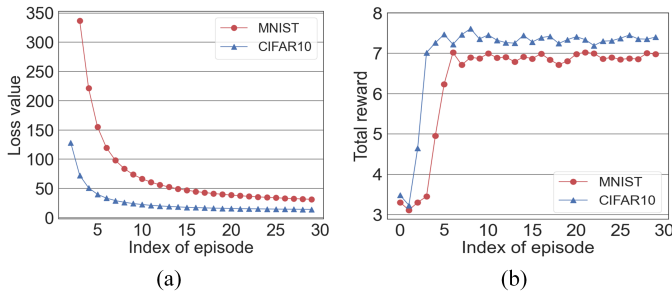 350
300
250
200
150
100
50
0
Loss value
MNIST
CIFAR10
5 10 15 20 25 30
Index of episode
(a)
8
7
6
5
4
3
Total reward
MNIST
CIFAR10
0 5 10 15 20 25 30
Index of episode
(b)